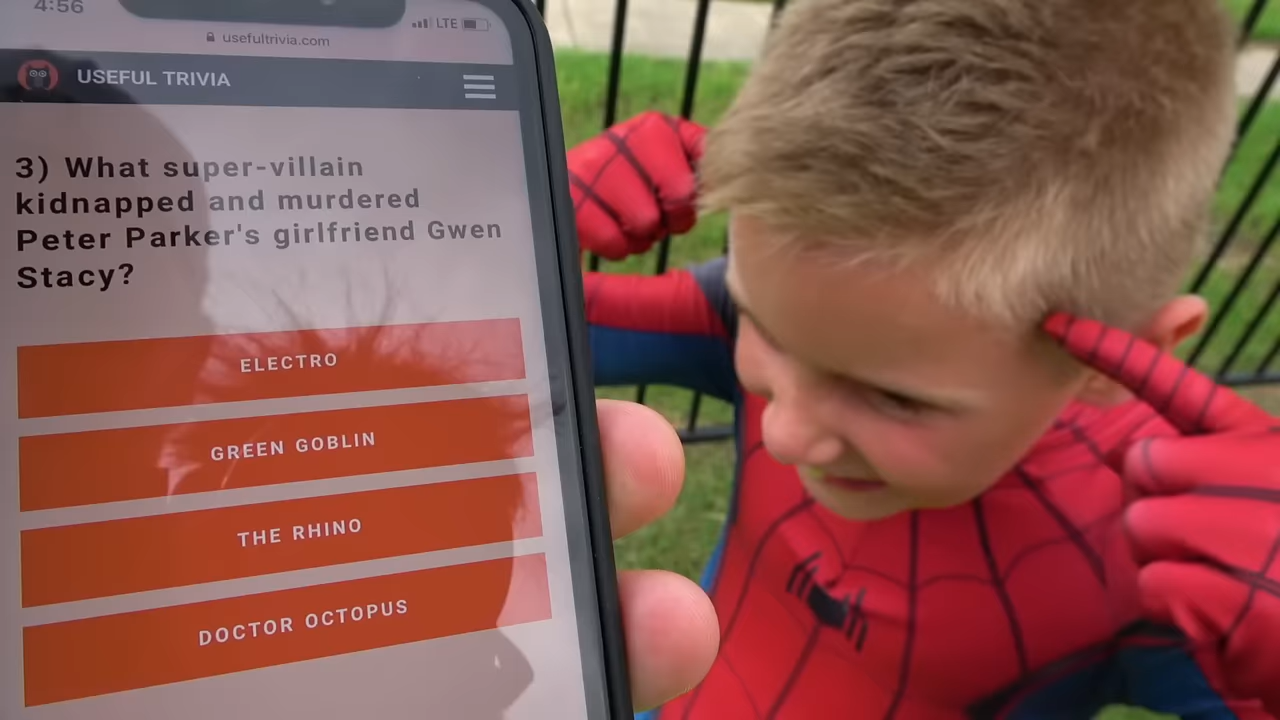 4:56
LTE
usefultrivia.com
USEFUL TRIVIA
3) What super-villain
kidnapped and murdered
Peter Parker's girlfriend Gwen
Stacy?
ELECTRO
GREEN GOBLIN
THE RHINO
DOCTOR OCTOPUS